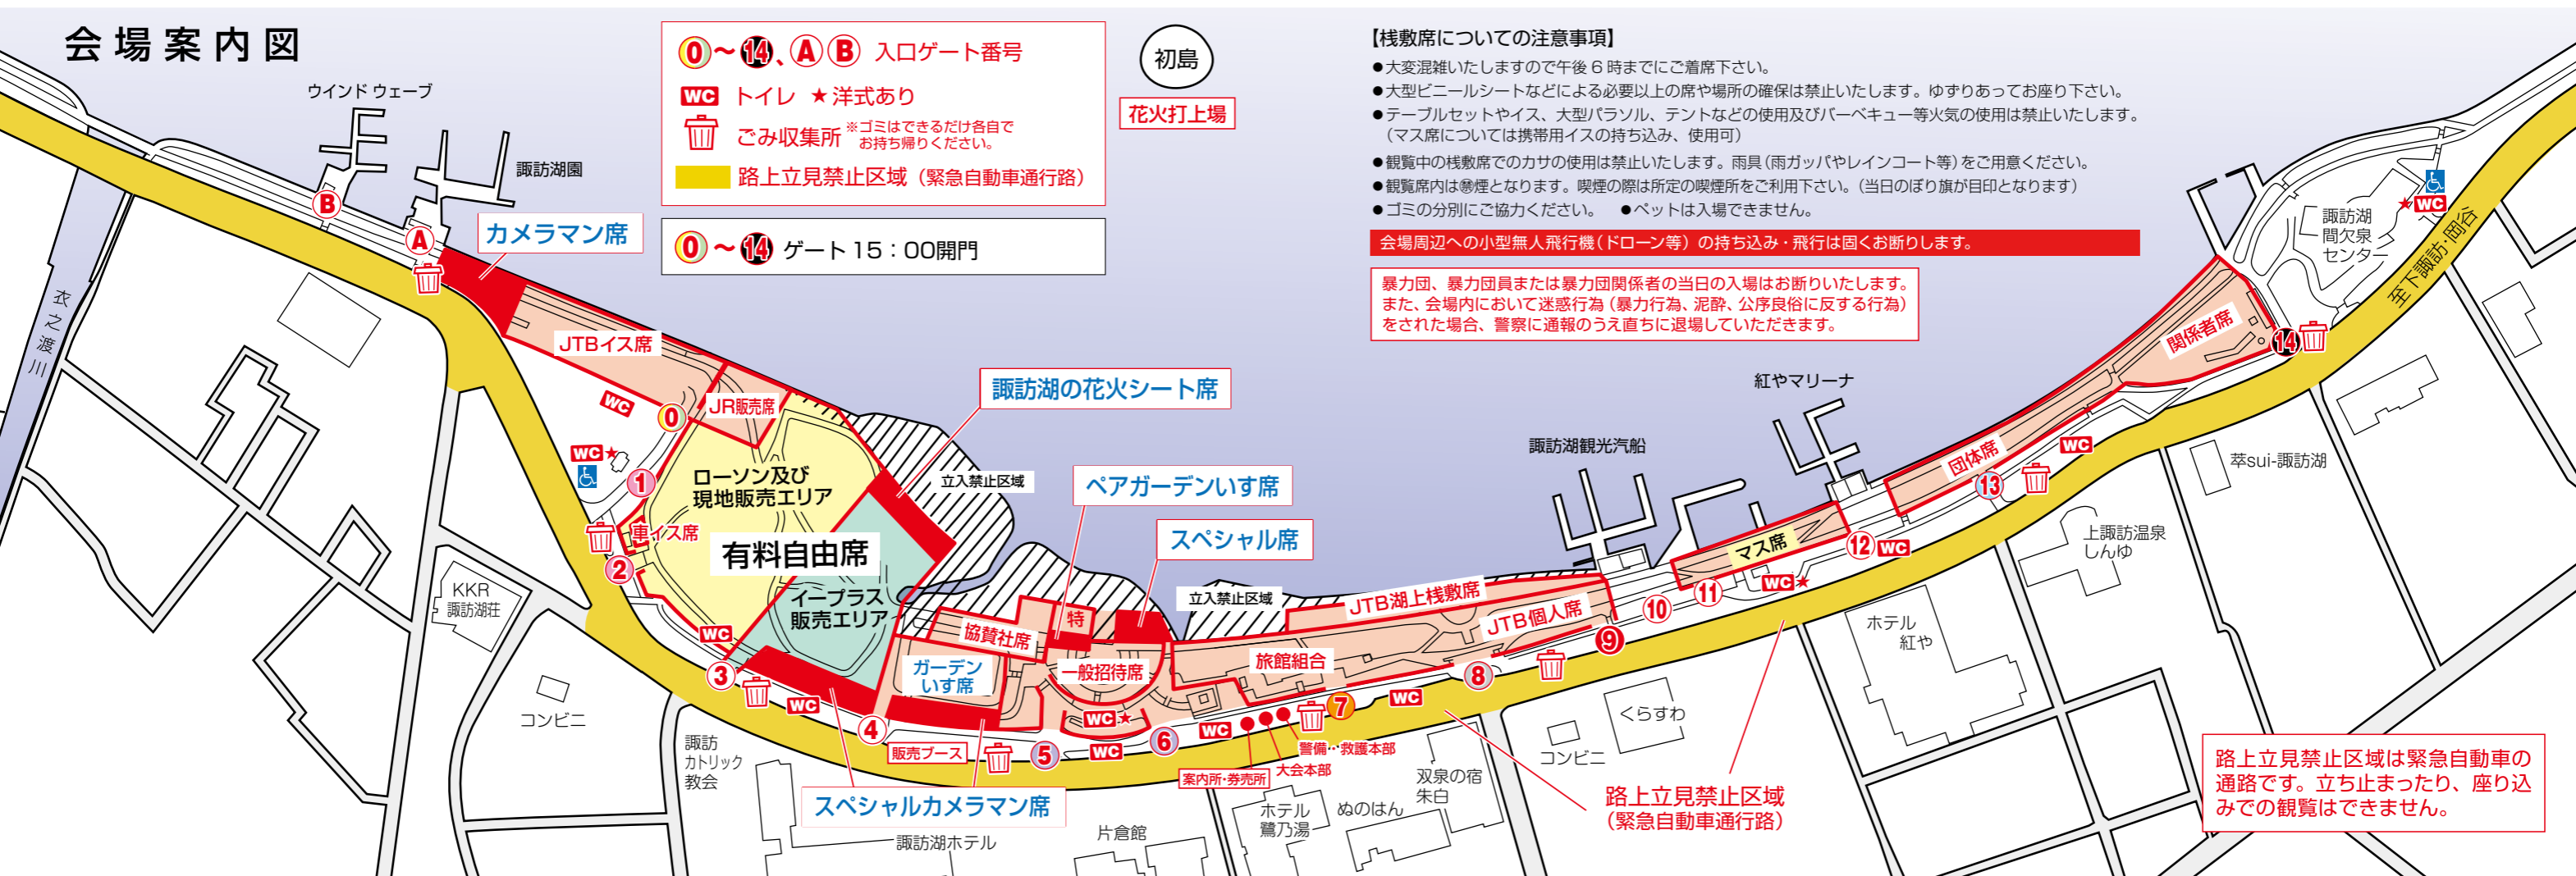 会場案内図
0～14、A B 入口ゲート番号
WC トイレ ★洋式あり
ごみ収集所 ※ゴミはできるだけ各自で
お持ち帰りください。
路上立見禁止区域（緊急自動車通行路）
0～14 ゲート15：00開門
初島
花火打上場
【桟敷席についての注意事項】
●大変混雑いたしますので午後6時までにご着席下さい。
●大型ビニールシートなどによる必要以上の席や場所の確保は禁止いたします。ゆずりあってお座り下さい。
●テーブルセットやイス、大型パラソル、テントなどの使用及びバーベキュー等火気の使用は禁止いたします。
（マス席については携帯用イスの持ち込み、使用可）
●観覧中の桟敷席でのカサの使用は禁止いたします。雨具（雨ガッパやレインコート等）をご用意ください。
●観覧席内は禁煙となります。喫煙の際は所定の喫煙所をご利用下さい。（当日のぼり旗が目印となります）
●ゴミの分別にご協力ください。 ●ペットは入場できません。
会場周辺への小型無人飛行機（ドローン等）の持ち込み・飛行は固くお断りします。
暴力団、暴力団員または暴力団関係者の当日の入場はお断りいたします。
また、会場内において迷惑行為（暴力行為、泥酔、公序良俗に反する行為）
をされた場合、警察に通報のうえ直ちに退場していただきます。
ウインド ウェーブ
諏訪湖園
B
A
カメラマン席
衣之渡川
JTBイス席
WC
0
JR販売席
WC★
1
ローソン及び
現地販売エリア
車イス席
2
有料自由席
イープラス
販売エリア
諏訪湖の花火シート席
立入禁止区域
ペアガーデンいす席
スペシャル席
立入禁止区域
KKR
諏訪湖荘
コンビニ
WC
3
WC
4
諏訪
カトリック
教会
協賛社席
特
ガーデン
いす席
一般招待席
旅館組合
JTB湖上桟敷席
JTB個人席
販売ブース
5
WC★
WC
6
WC
7
WC
8
9
10
11
12
WC
WC★
マス席
案内所・券売所
大会本部
警備・救護本部
スペシャルカメラマン席
諏訪湖ホテル
片倉館
ホテル
鷺乃湯
ぬのはん
双泉の宿
朱白
コンビニ
くらすわ
路上立見禁止区域
（緊急自動車通行路）
諏訪湖観光汽船
紅やマリーナ
ホテル
紅や
団体席
13
WC
上諏訪温泉
しんゆ
萃sui-諏訪湖
関係者席
14
諏訪湖
間欠泉
センター
★WC
至下諏訪・岡谷
路上立見禁止区域は緊急自動車の
通路です。立ち止まったり、座り込
みでの観覧はできません。